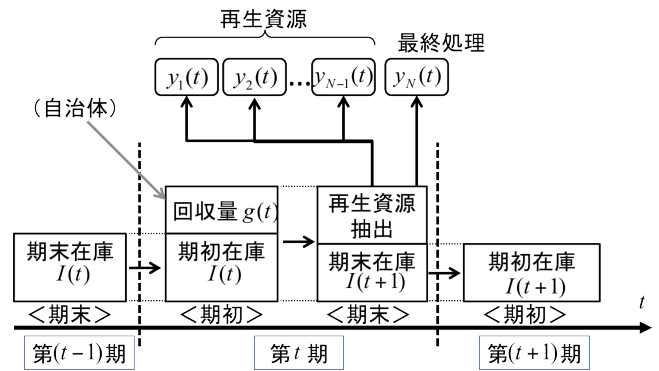 再生資源
最終処理
y₁(t) y₂(t) … y_{N-1}(t) y_N(t)
（自治体）
回収量 g(t)
再生資源
抽出
期末在庫
I(t)
期初在庫
I(t)
期末在庫
I(t+1)
期初在庫
I(t+1)
t
＜期末＞ ＜期初＞ ＜期末＞ ＜期初＞
第(t−1)期 第 t 期 第(t+1)期